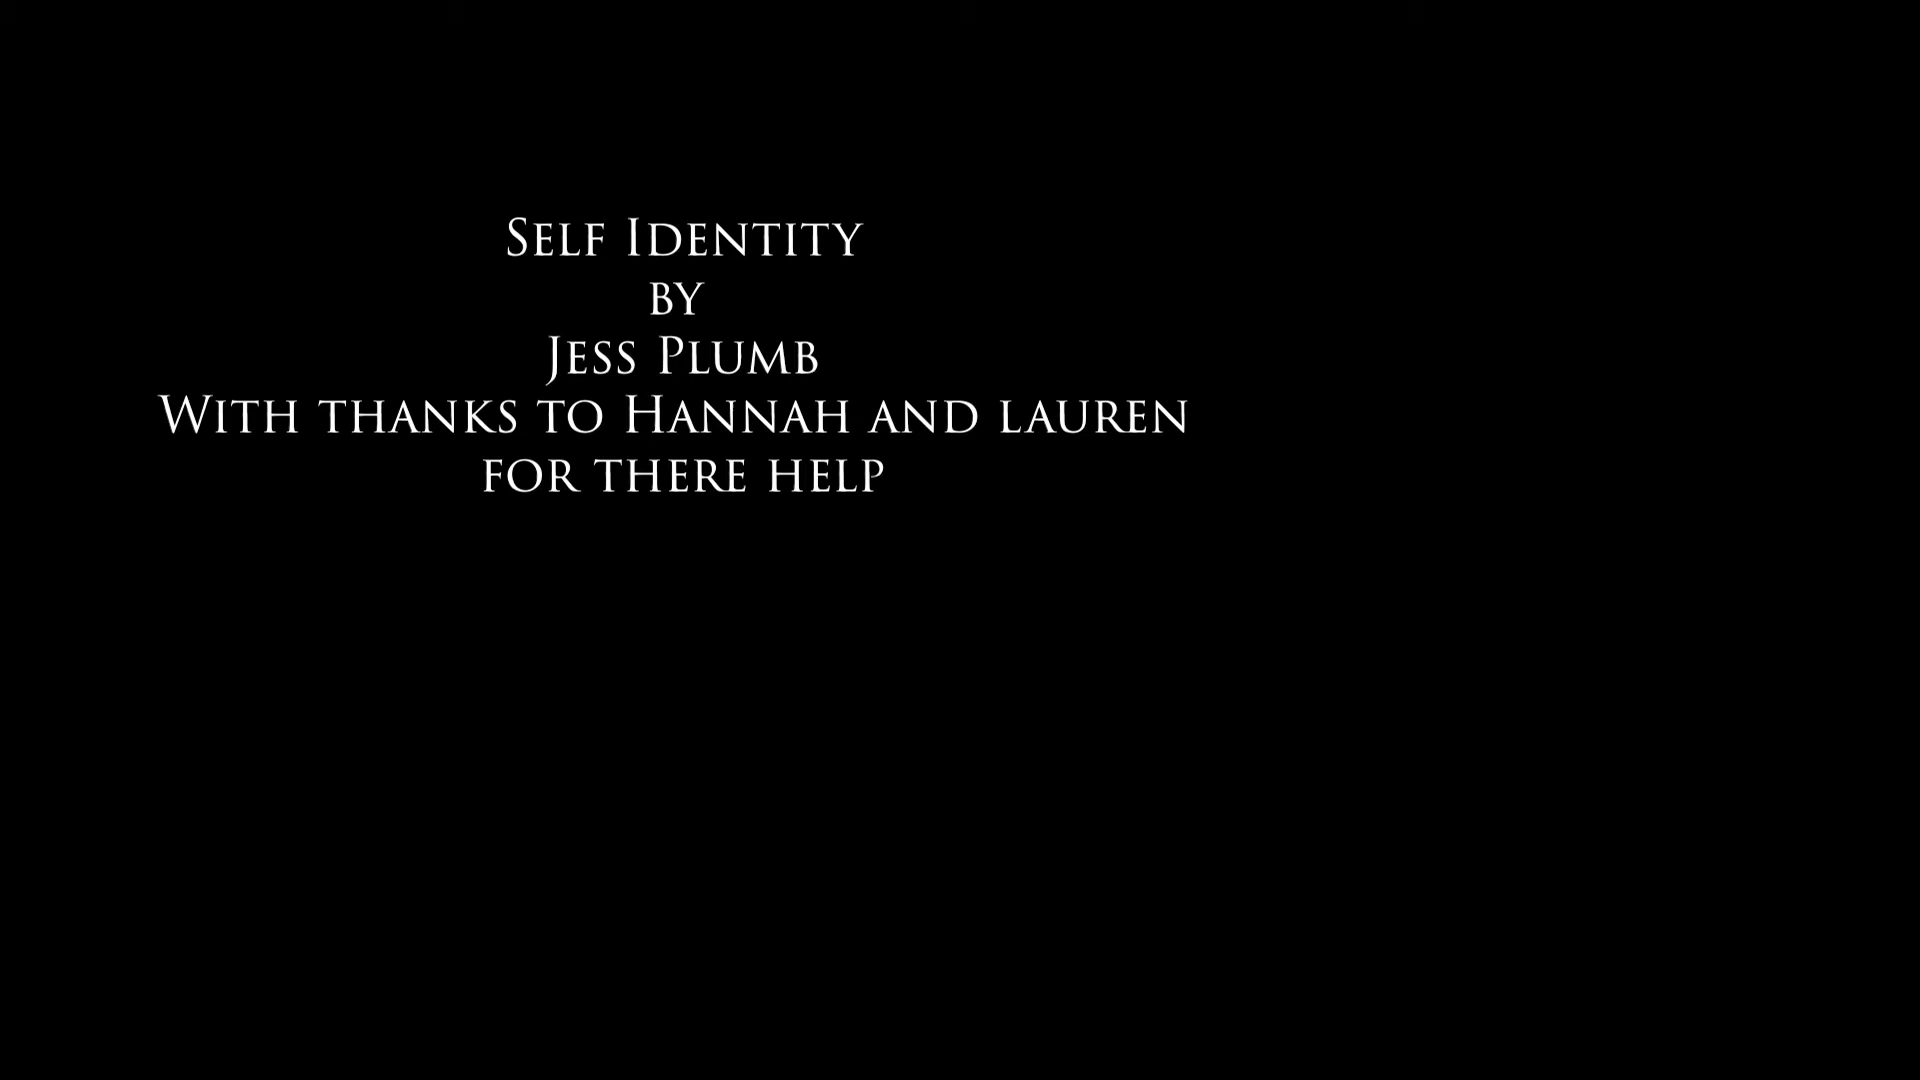 Self Identity
by
Jess Plumb
With thanks to Hannah and lauren
for there help